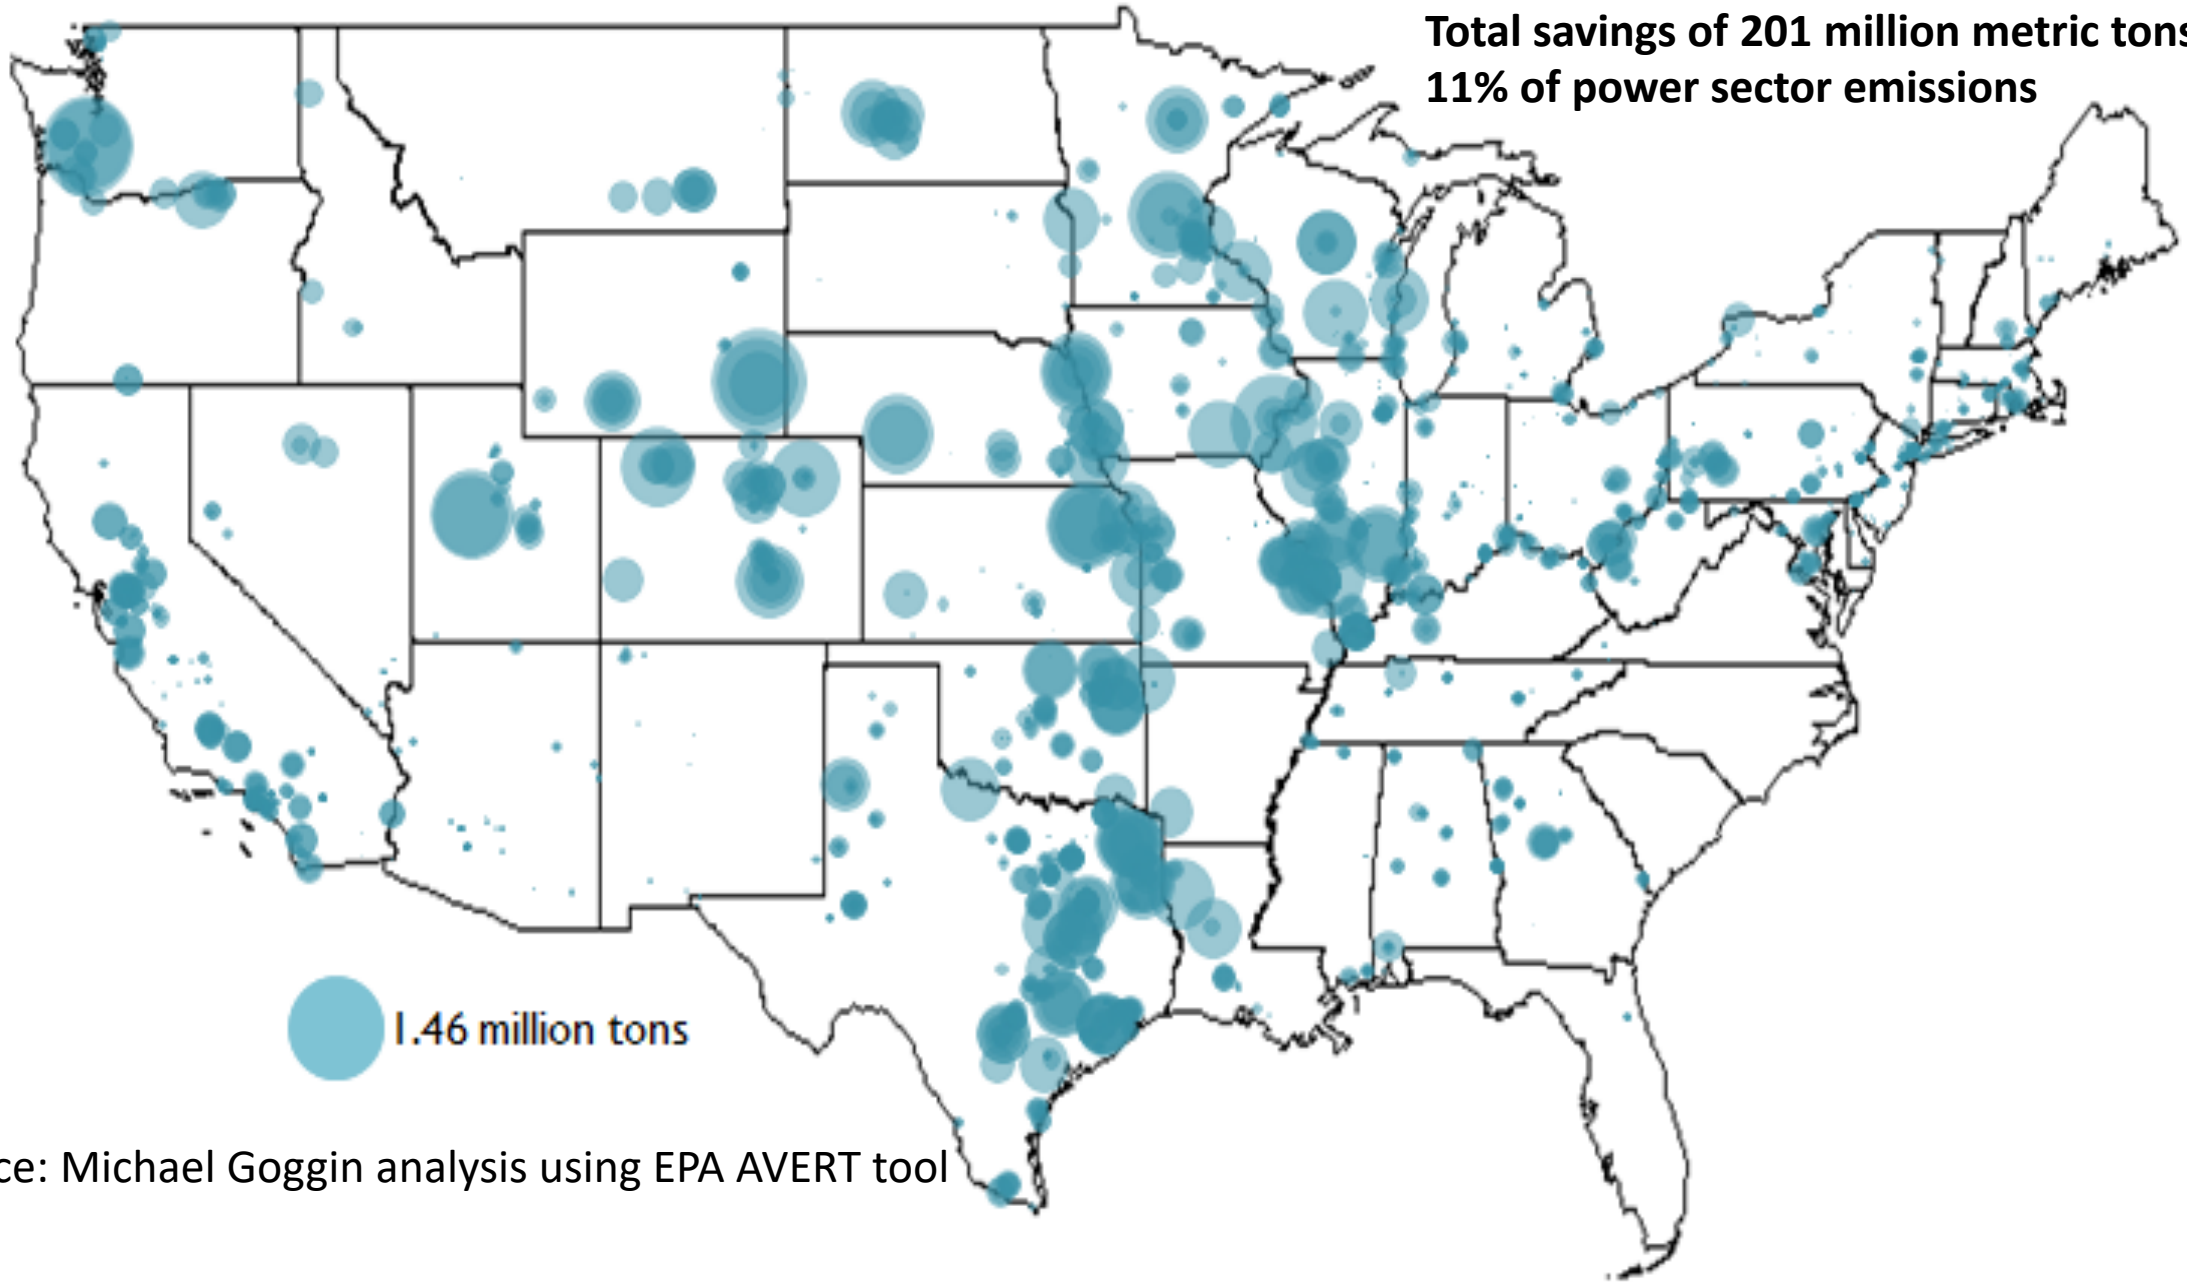 Total savings of 201 million metric tons
11% of power sector emissions
1.46 million tons
ce: Michael Goggin analysis using EPA AVERT tool